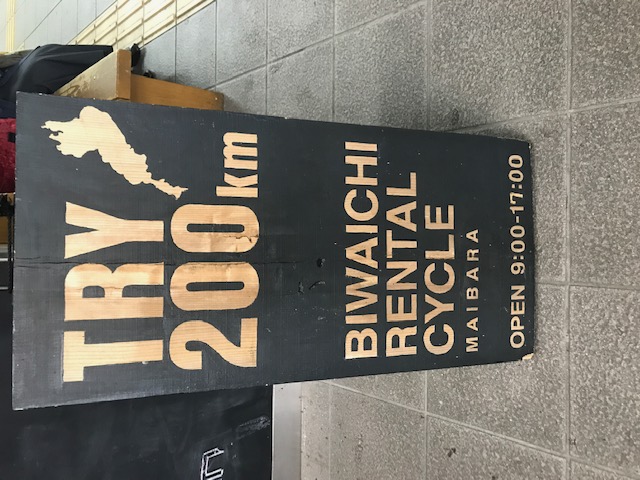 TRY
200km
BIWAICHI
RENTAL
CYCLE
MAIBARA
OPEN 9:00-17:00